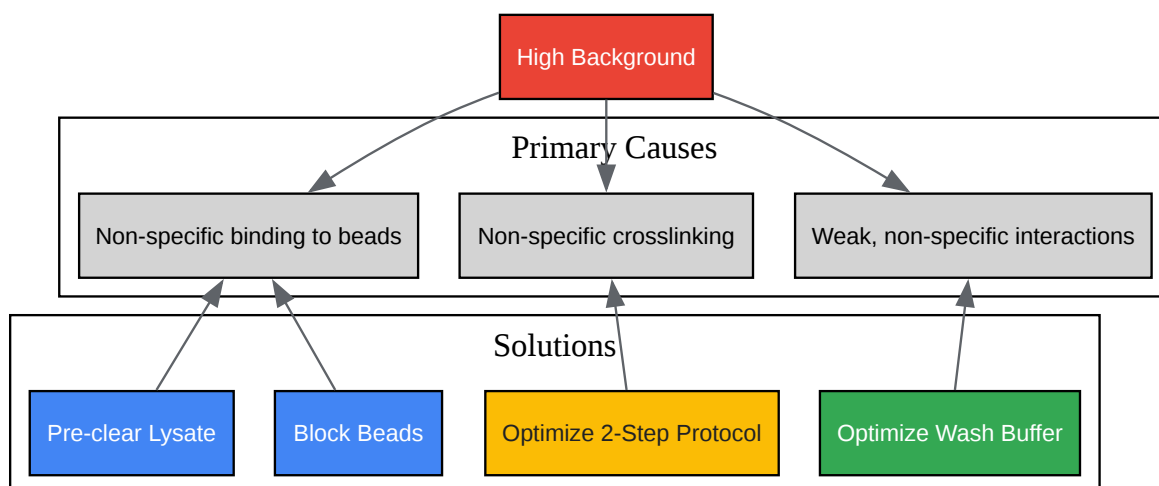 High Background
Primary Causes
Non-specific binding to beads
Non-specific crosslinking
Weak, non-specific interactions
Solutions
Pre-clear Lysate
Block Beads
Optimize 2-Step Protocol
Optimize Wash Buffer